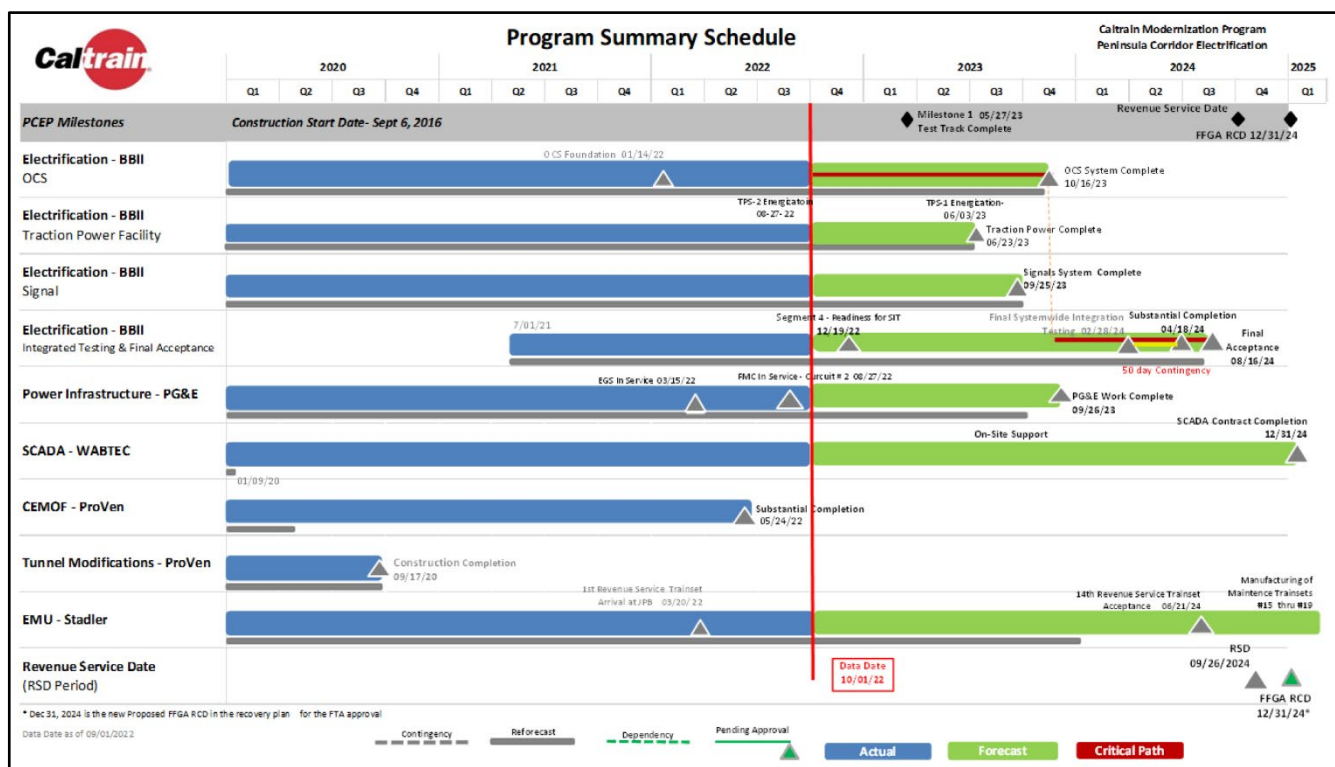 Caltrain
Program Summary Schedule
Caltrain Modernization Program
Peninsula Corridor Electrification
2020 2021 2022 2023 2024 2025
Q1 Q2 Q3 Q4 Q1 Q2 Q3 Q4 Q1 Q2 Q3 Q4 Q1 Q2 Q3 Q4 Q1 Q2 Q3 Q4 Q1
PCEP Milestones
Construction Start Date- Sept 6, 2016
Milestone 1 05/27/23
Test Track Complete
Revenue Service Date
FFGA RCD 12/31/24
Electrification - BBII
OCS
OCS Foundation 01/14/22
OCS System Complete
10/16/23
Electrification - BBII
Traction Power Facility
TPS-2 Energizatoin
08-27-22
TPS-1 Energization-
06/03/23
Traction Power Complete
06/23/23
Electrification - BBII
Signal
Signals System Complete
09/25/23
Electrification - BBII
Integrated Testing & Final Acceptance
7/01/21
Segment 4 - Readiness for SIT
12/19/22
Final Systemwide Integration
Testing 02/28/24
Substantial Completion
04/18/24
Final
Acceptance
08/16/24
50 day Contingency
Power Infrastructure - PG&E
EGS In Service 03/15/22
FMC In Service - Curcuit # 2 08/27/22
PG&E Work Complete
09/26/23
SCADA - WABTEC
On-Site Support
SCADA Contract Completion
12/31/24
01/09/20
CEMOF - ProVen
Substantial Completion
05/24/22
Tunnel Modifications - ProVen
Construction Completion
09/17/20
EMU - Stadler
1st Revenue Service Trainset
Arrival at JPB 03/20/22
14th Revenue Service Trainset
Acceptance 06/21/24
Manufacturing of
Maintence Trainsets
#15 thru #19
Revenue Service Date
(RSD Period)
Data Date
10/01/22
RSD
09/26/2024
FFGA RCD
12/31/24*
* Dec 31, 2024 is the new Proposed FFGA RCD in the recovery plan for the FTA approval
Data Date as of 09/01/2022
Contingency
Reforecast
Dependency
Pending Approval
Actual
Forecast
Critical Path